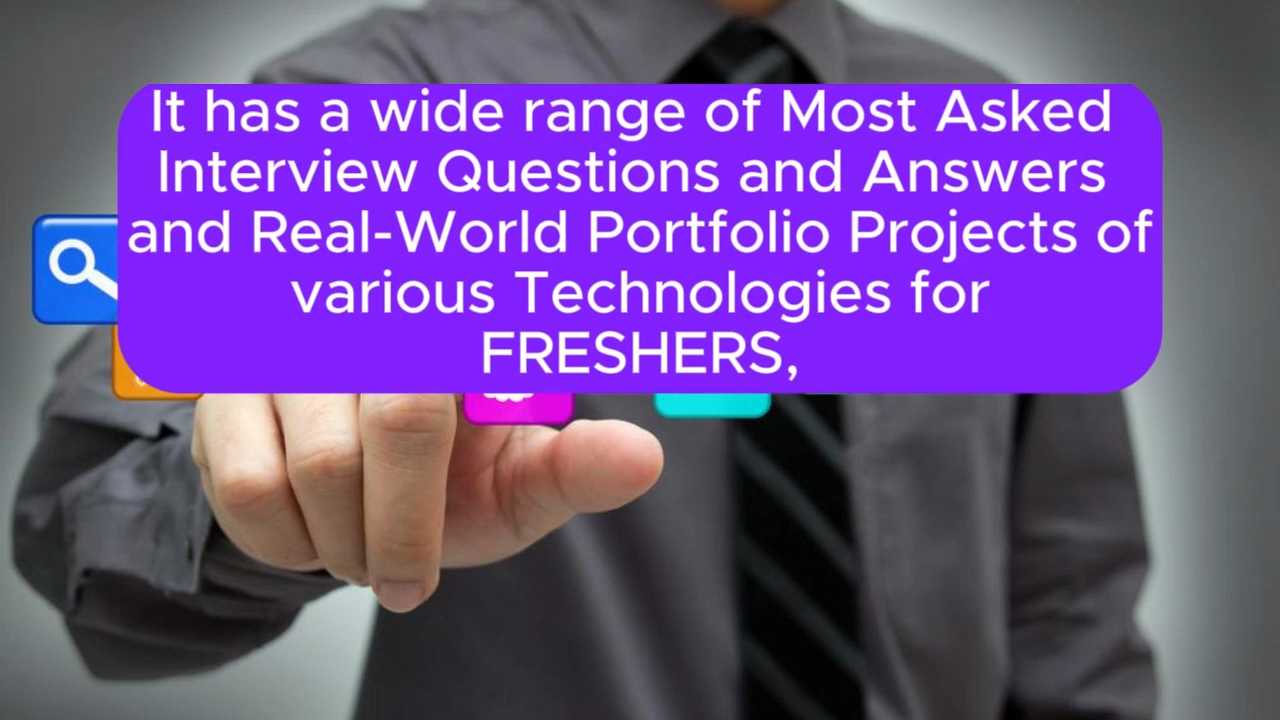 It has a wide range of Most Asked
Interview Questions and Answers
and Real-World Portfolio Projects of
various Technologies for
FRESHERS,